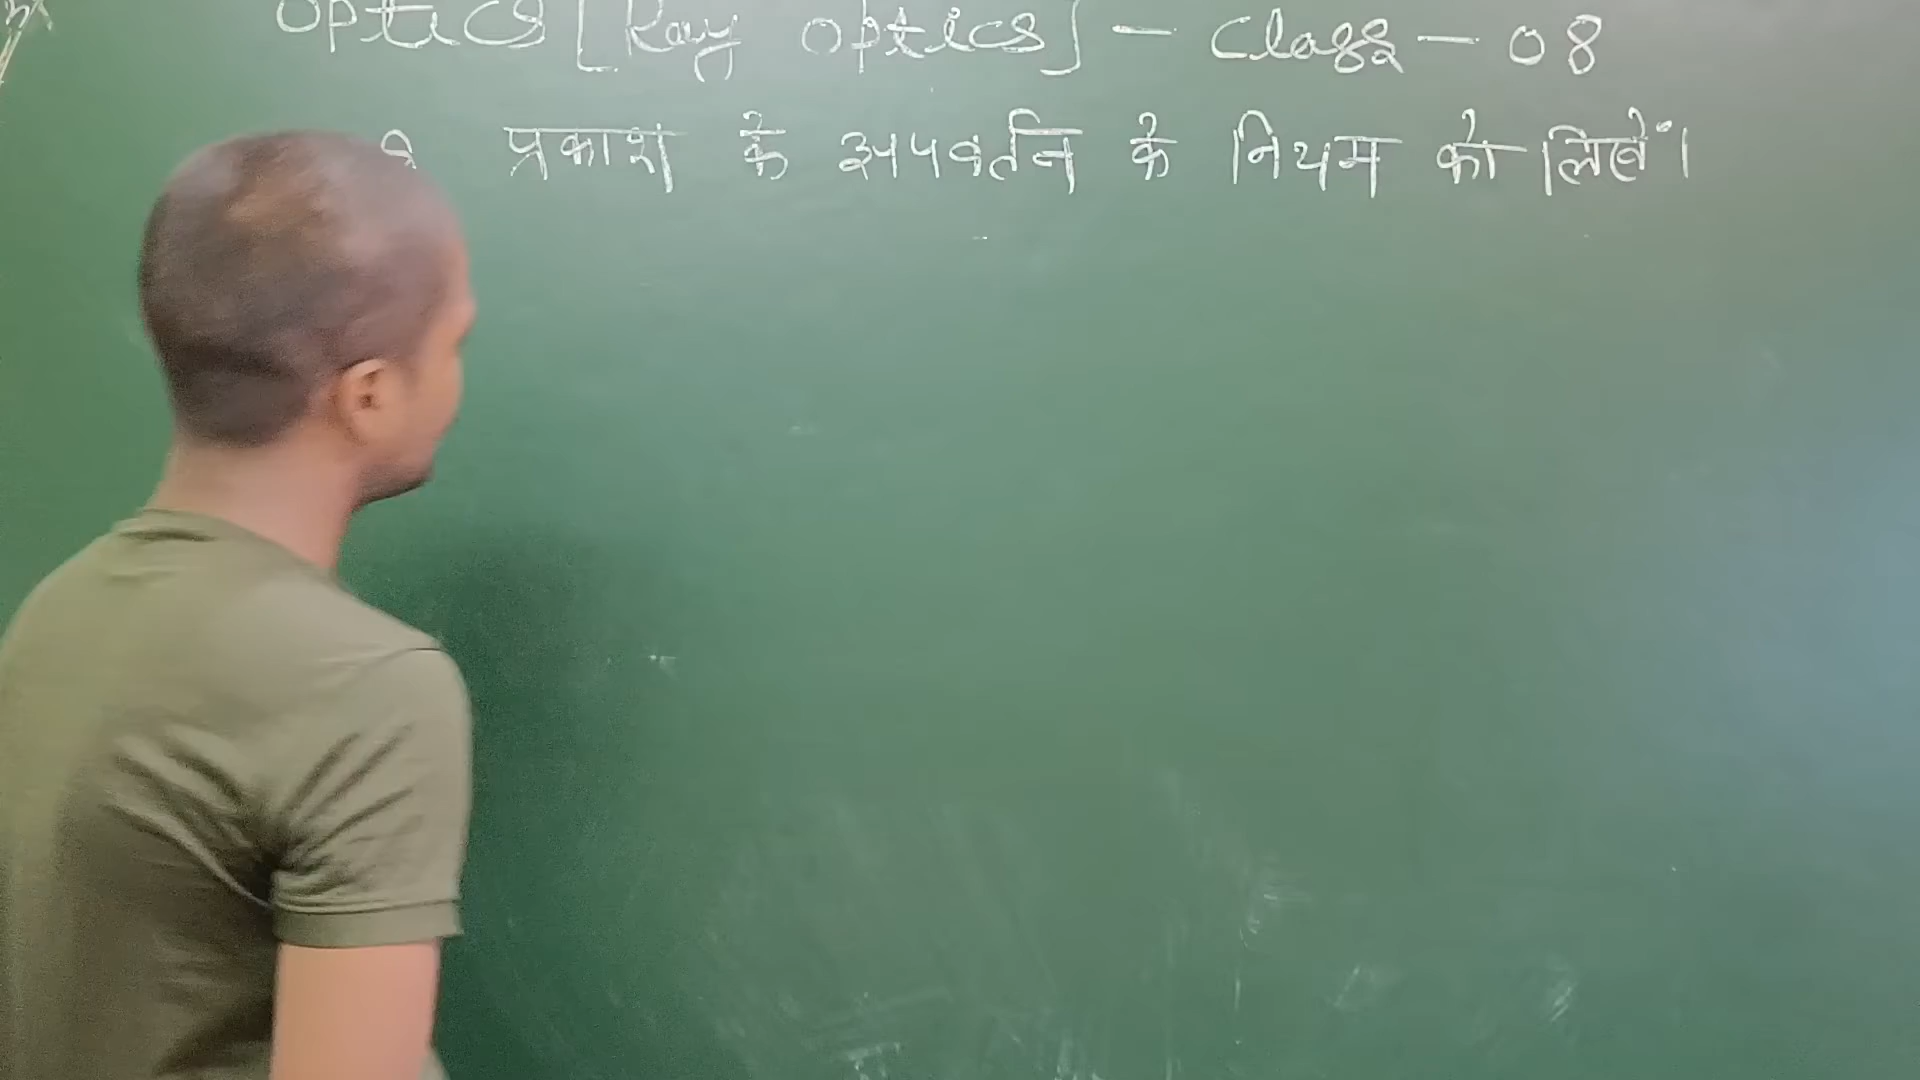 Optics [Ray Optics] - Class - 08
प्रकाश के अपवर्तन के नियम को लिखें।